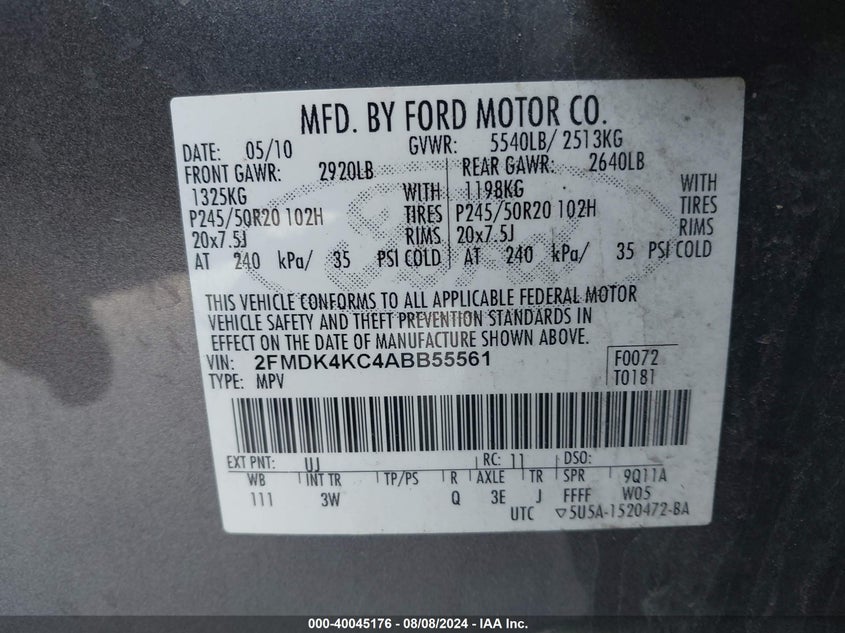 MFD. BY FORD MOTOR CO.
DATE: 05/10 GVWR: 5540LB/ 2513KG
FRONT GAWR: 2920LB REAR GAWR: 2640LB
1325KG WITH 1198KG WITH
P245/50R20 102H TIRES P245/50R20 102H TIRES
20x7.5J RIMS 20x7.5J RIMS
AT 240 kPa/ 35 PSI COLD AT 240 kPa/ 35 PSI COLD
THIS VEHICLE CONFORMS TO ALL APPLICABLE FEDERAL MOTOR
VEHICLE SAFETY AND THEFT PREVENTION STANDARDS IN
EFFECT ON THE DATE OF MANUFACTURE SHOWN ABOVE.
VIN: 2FMDK4KC4ABB55561 F0072
TYPE: MPV T0181
EXT PNT: UJ RC: 11 DSO:
WB INT TR TP/PS R AXLE TR SPR 9Q11A
111 3W Q 3E J FFFF W05
UTC ▽5U5A-1520472-BA
000-40045176 - 08/08/2024 - IAA Inc.